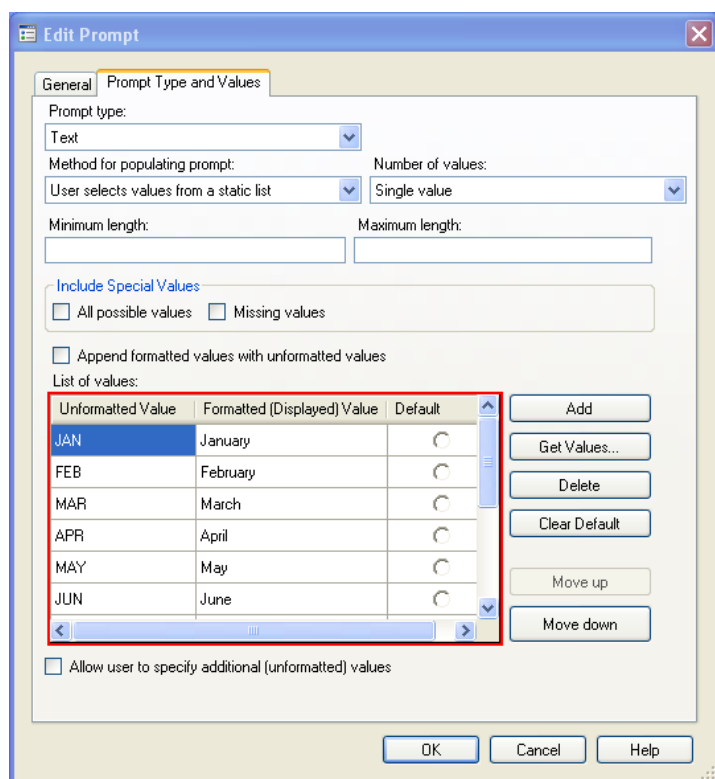 Edit Prompt
General Prompt Type and Values
Prompt type:
Text
Method for populating prompt: Number of values:
User selects values from a static list Single value
Minimum length: Maximum length:
Include Special Values
All possible values Missing values
Append formatted values with unformatted values
List of values:
Unformatted Value Formatted (Displayed) Value Default Add
JAN January Get Values...
FEB February Delete
MAR March Clear Default
APR April
MAY May Move up
JUN June Move down
Allow user to specify additional (unformatted) values
OK Cancel Help